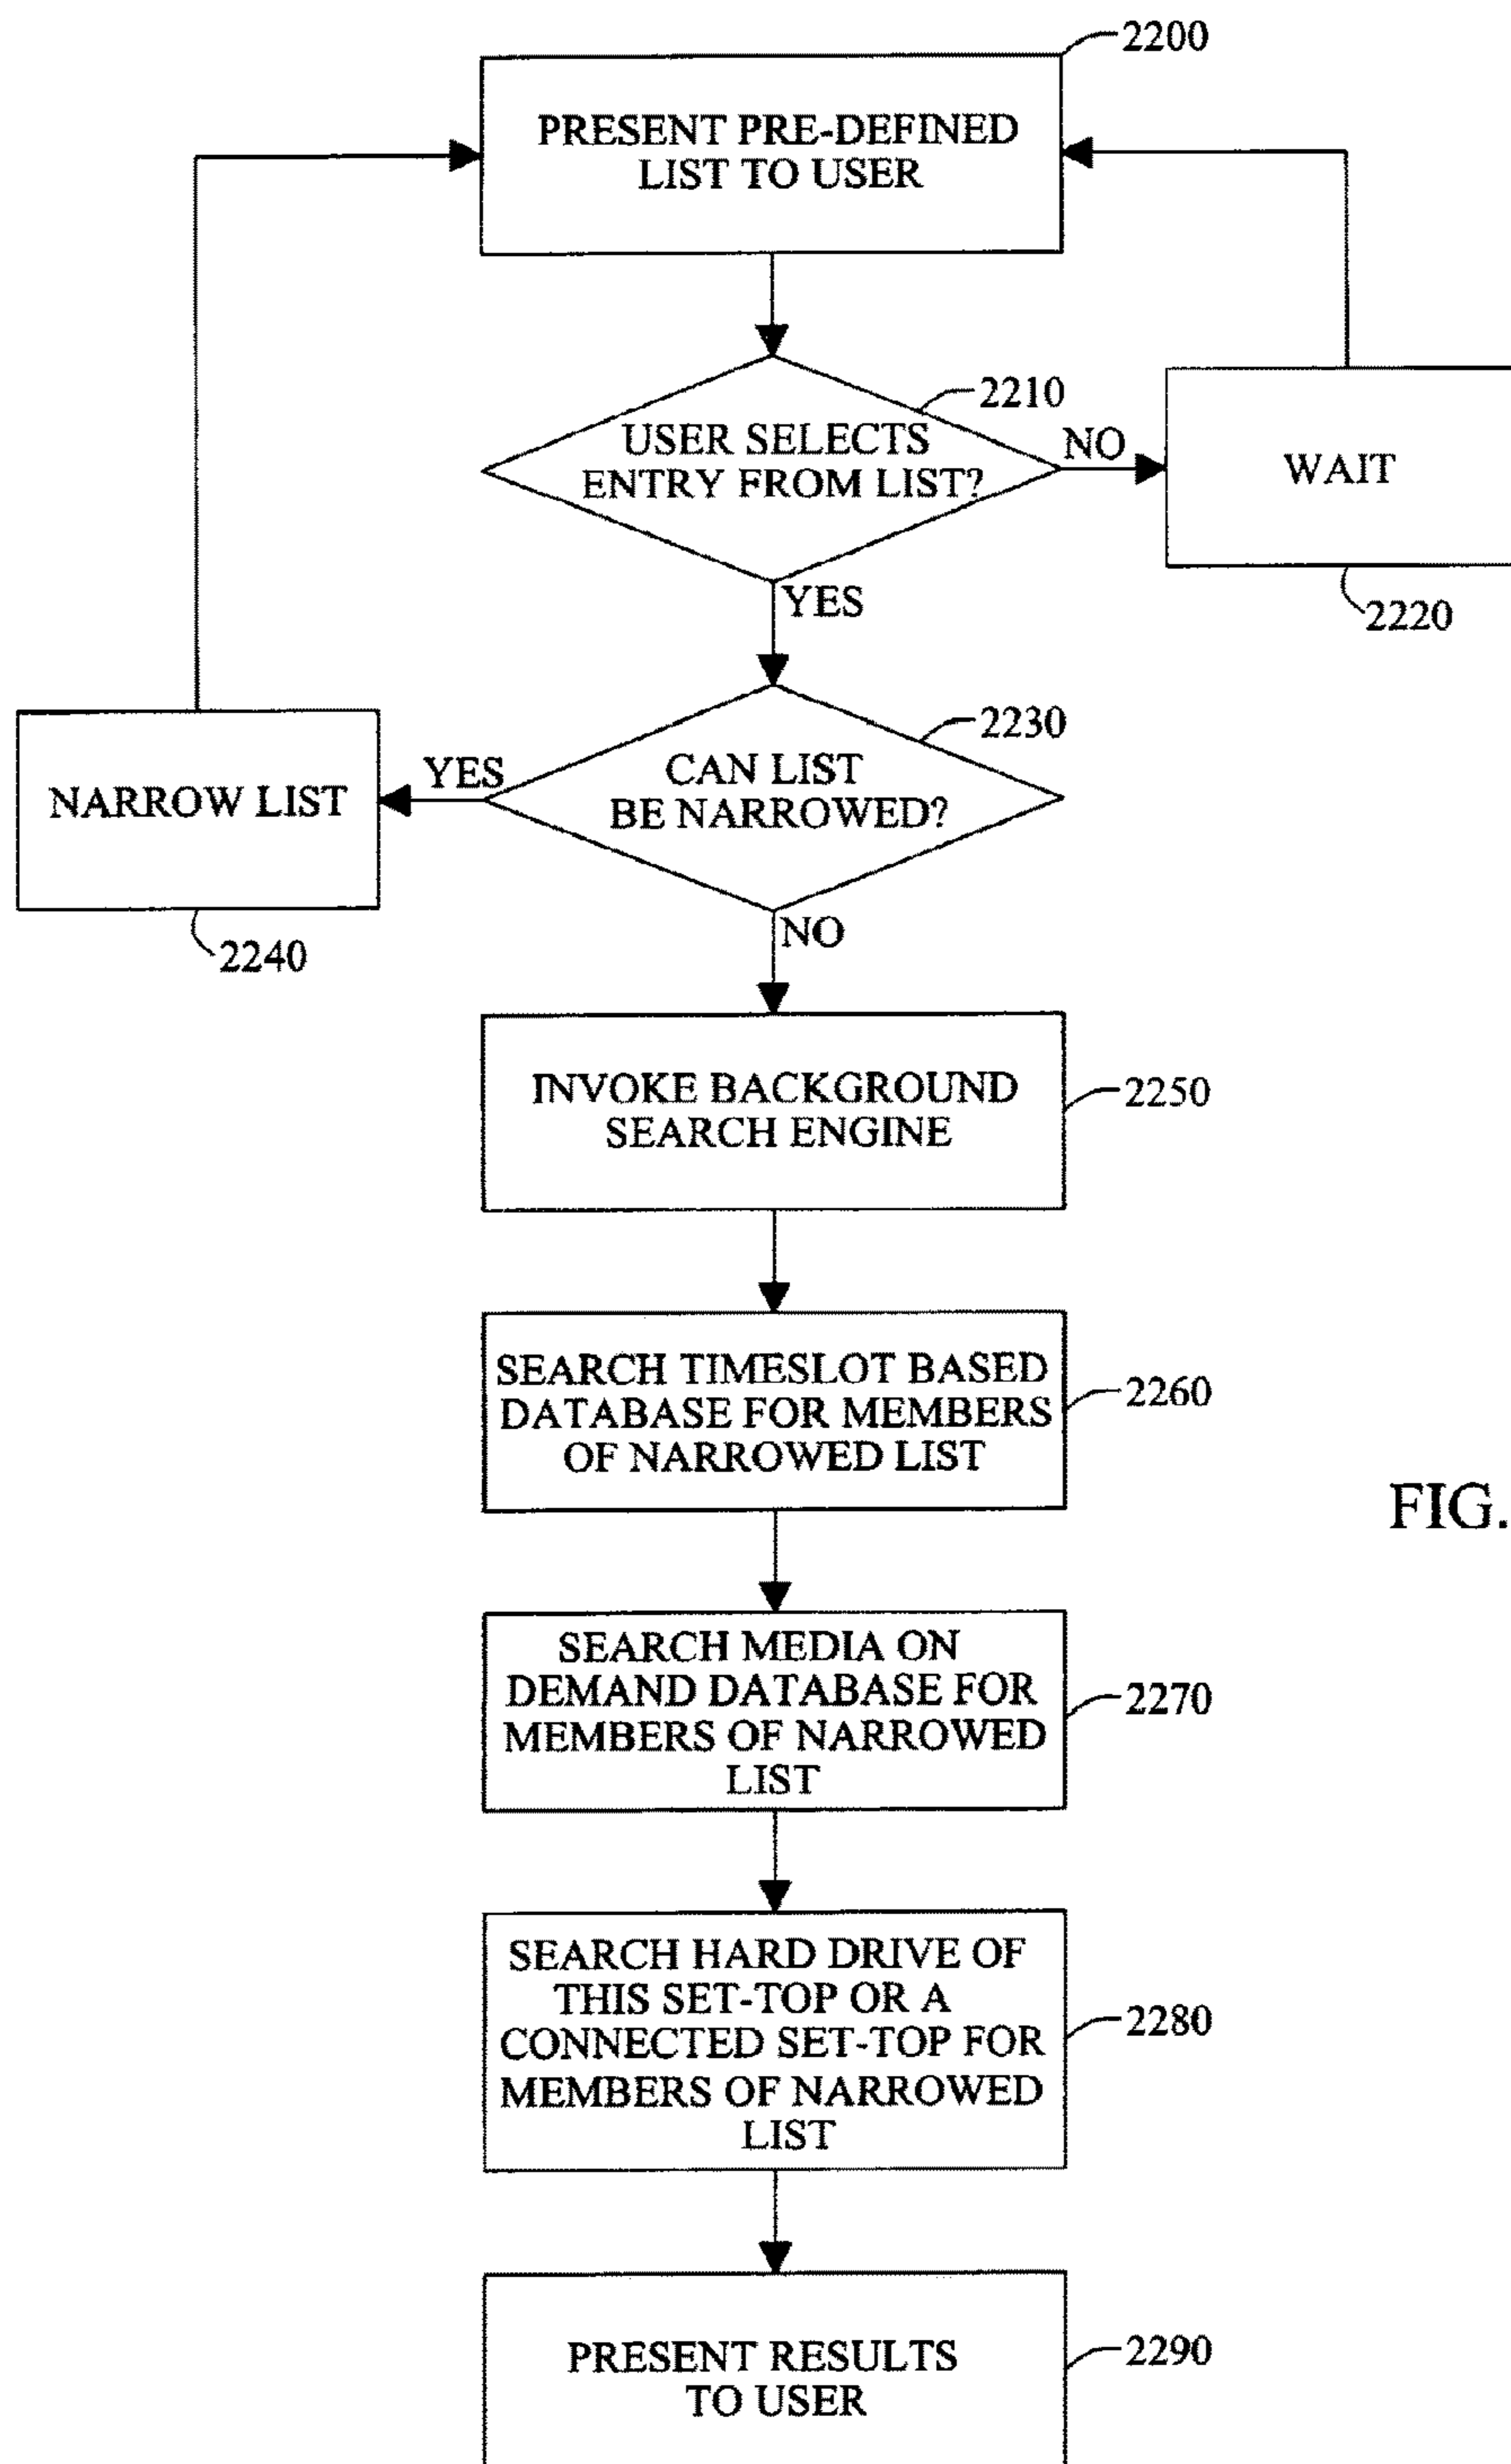 2200
PRESENT PRE-DEFINED
LIST TO USER
2210
USER SELECTS
ENTRY FROM LIST?
NO
WAIT
2220
YES
2230
CAN LIST
BE NARROWED?
YES
NARROW LIST
2240
NO
INVOKE BACKGROUND
SEARCH ENGINE
2250
SEARCH TIMESLOT BASED
DATABASE FOR MEMBERS
OF NARROWED LIST
2260
FIG.
SEARCH MEDIA ON
DEMAND DATABASE FOR
MEMBERS OF NARROWED
LIST
2270
SEARCH HARD DRIVE OF
THIS SET-TOP OR A
CONNECTED SET-TOP FOR
MEMBERS OF NARROWED
LIST
2280
PRESENT RESULTS
TO USER
2290